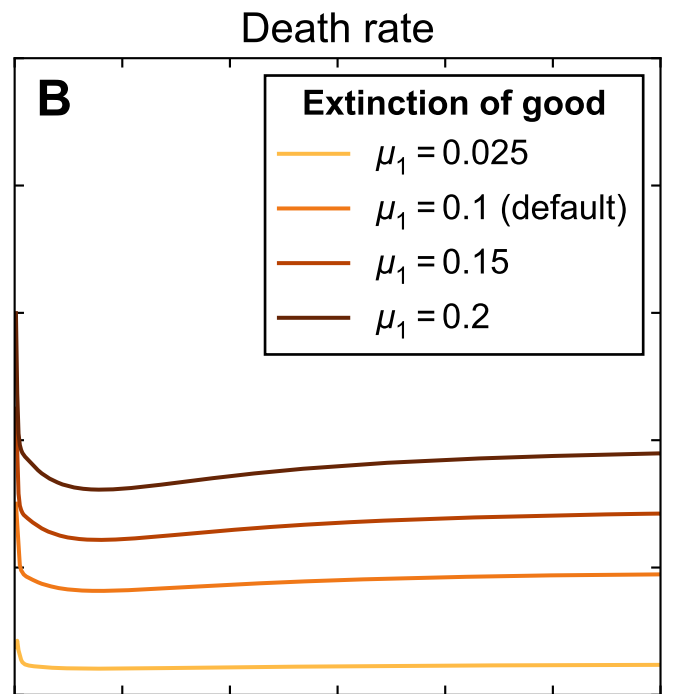 Death rate
B
Extinction of good
μ₁ = 0.025
μ₁ = 0.1 (default)
μ₁ = 0.15
μ₁ = 0.2